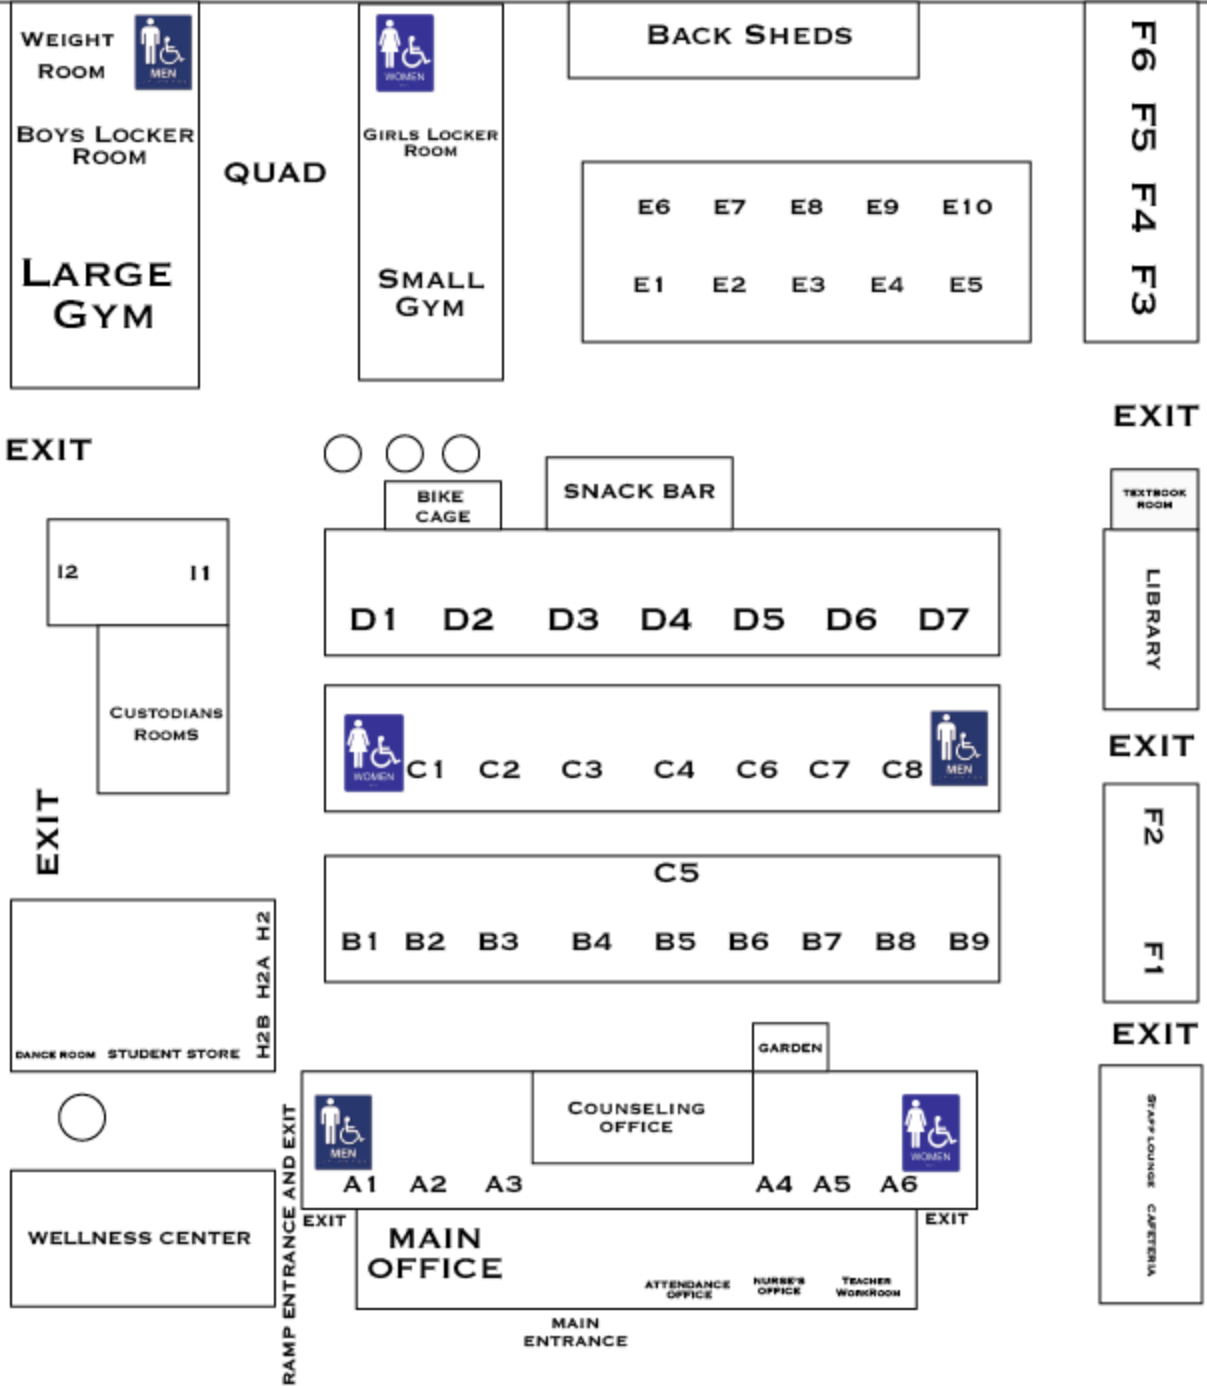 WEIGHT
ROOM
MEN
BOYS LOCKER
ROOM
LARGE
GYM
QUAD
WOMEN
GIRLS LOCKER
ROOM
SMALL
GYM
BACK SHEDS
E6 E7 E8 E9 E10
E1 E2 E3 E4 E5
F6 F5 F4 F3
EXIT
EXIT
BIKE
CAGE
SNACK BAR
TEXTBOOK
ROOM
LIBRARY
I2 I1
CUSTODIANS
ROOMS
D1 D2 D3 D4 D5 D6 D7
WOMEN
C1 C2 C3 C4 C6 C7 C8
MEN
EXIT
EXIT
F2 F1
C5
B1 B2 B3 B4 B5 B6 B7 B8 B9
H2B H2A H2
DANCE ROOM STUDENT STORE
EXIT
GARDEN
COUNSELING
OFFICE
MEN
WOMEN
A1 A2 A3 A4 A5 A6
STAFF LOUNGE CAFETERIA
WELLNESS CENTER
RAMP ENTRANCE AND EXIT
EXIT
EXIT
MAIN
OFFICE
ATTENDANCE
OFFICE
NURSE'S
OFFICE
TEACHER
WORKROOM
MAIN
ENTRANCE